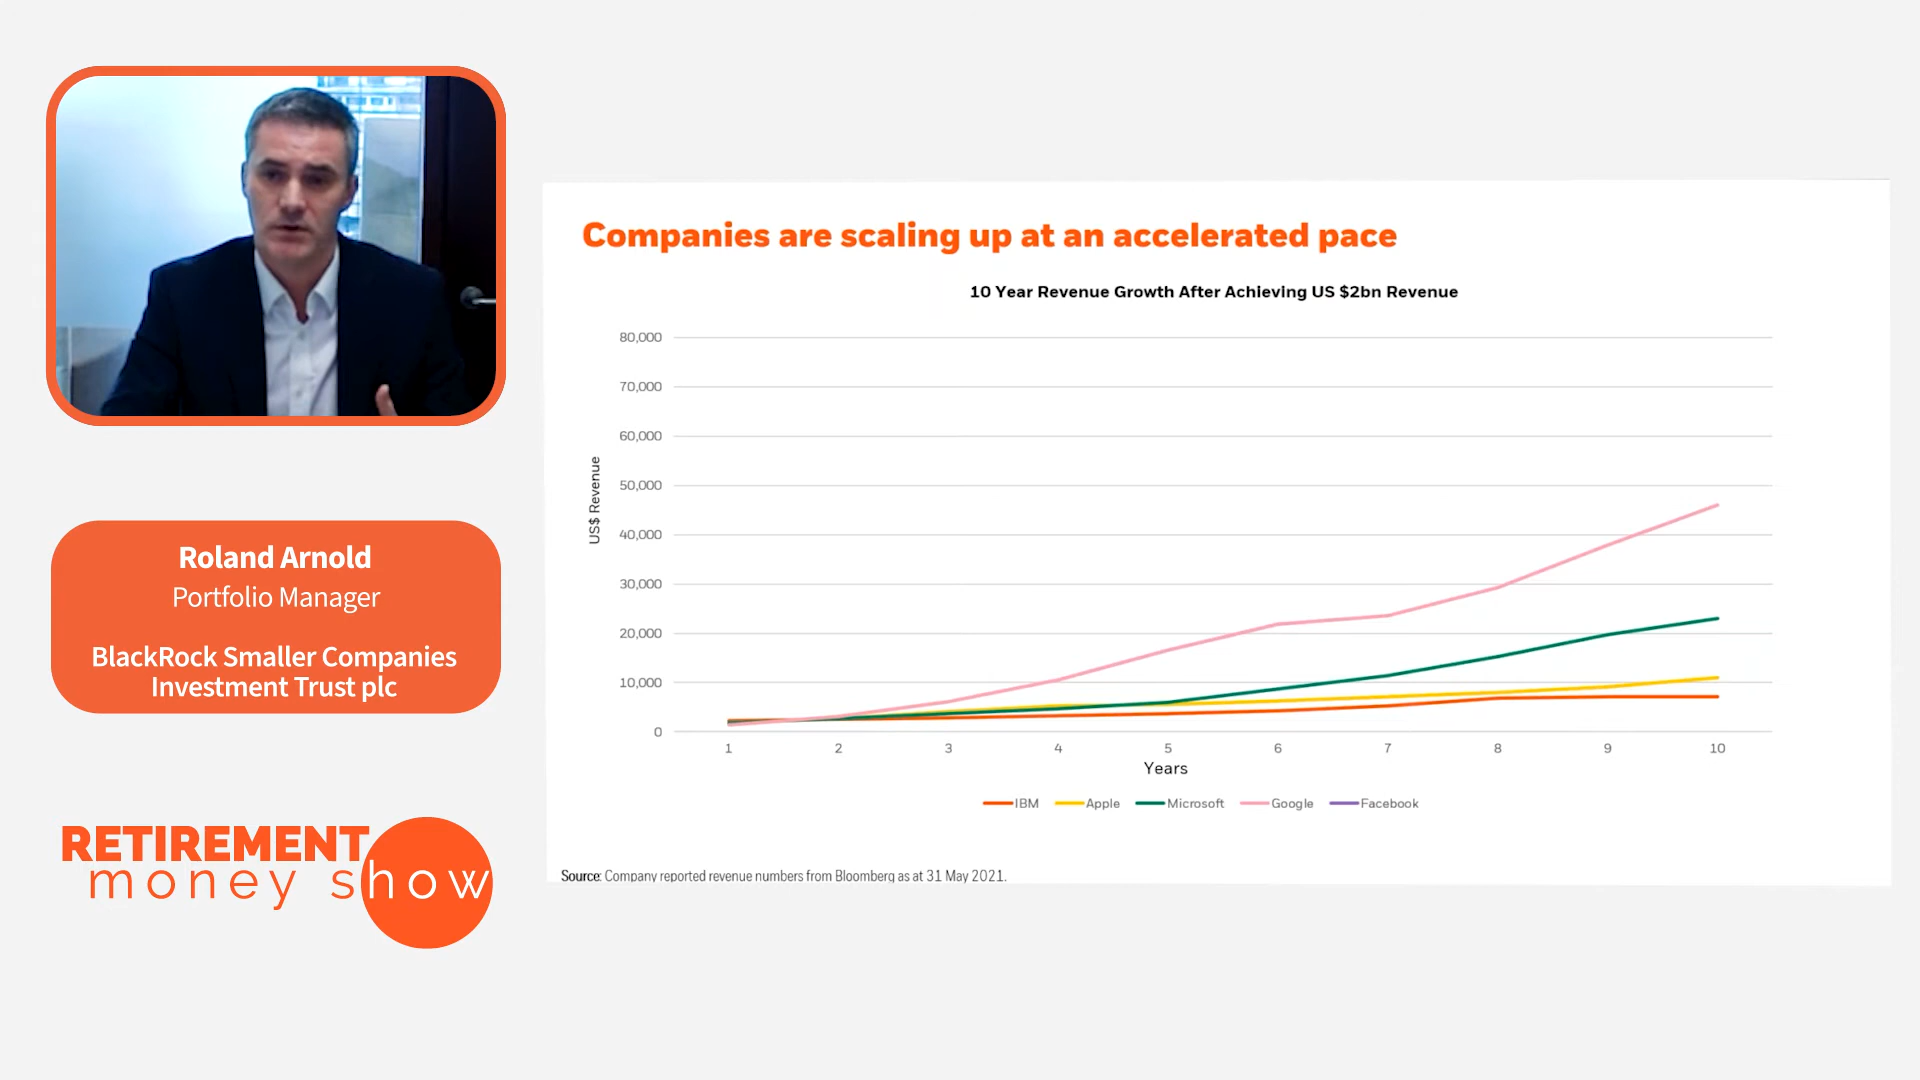 Roland Arnold
Portfolio Manager
BlackRock Smaller Companies
Investment Trust plc
RETIREMENT
money show
Companies are scaling up at an accelerated pace
10 Year Revenue Growth After Achieving US $2bn Revenue
US$ Revenue
80,000
70,000
60,000
50,000
40,000
30,000
20,000
10,000
0
1 2 3 4 5 6 7 8 9 10
Years
IBM Apple Microsoft Google Facebook
Source: Company reported revenue numbers from Bloomberg as at 31 May 2021.